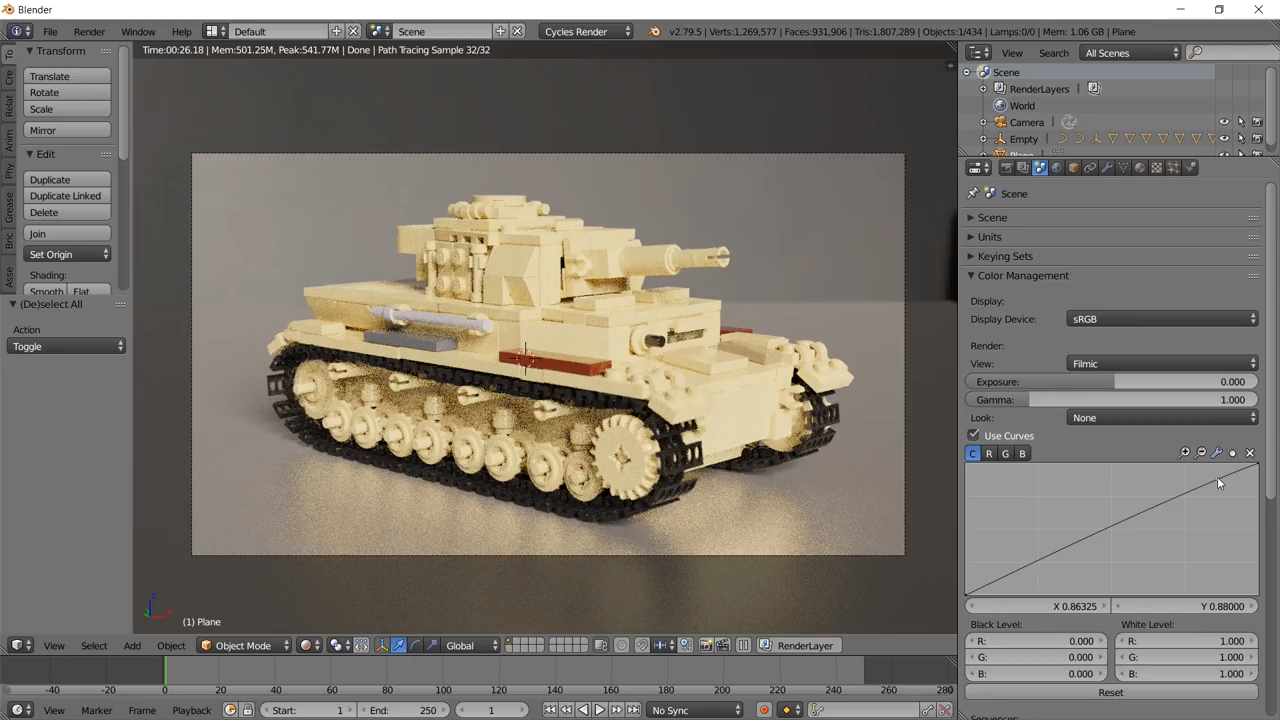 Blender
File Render Window Help Default Scene Cycles Render v2.79.5 | Verts:1,269,577 | Faces:931,906 | Tris:1,807,289 | Objects:1/434 | Lamps:0/0 | Mem: 1.06 GB | Plane
Time:00:26.18 | Mem:501.25M, Peak:541.77M | Done | Path Tracing Sample 32/32
To
Cre
Relat
Anim
Phy
Grease
Bric
Asse
Transform
Translate
Rotate
Scale
Mirror
Edit
Duplicate
Duplicate Linked
Delete
Join
Set Origin
Shading:
Smooth Flat
(De)select All
Action
Toggle
(1) Plane
View Search All Scenes
Scene
RenderLayers
World
Camera
Empty
Scene
Scene
Units
Keying Sets
Color Management
Display:
Display Device: sRGB
Render:
View: Filmic
Exposure: 0.000
Gamma: 1.000
Look: None
Use Curves
C R G B
X 0.86325 Y 0.88000
Black Level: White Level:
R: 0.000 R: 1.000
G: 0.000 G: 1.000
B: 0.000 B: 1.000
Reset
View Select Add Object Object Mode Global RenderLayer
-40 -20 0 20 40 60 80 100 120 140 160 180 200 220 240 260 280
View Marker Frame Playback Start: 1 End: 250 1 No Sync